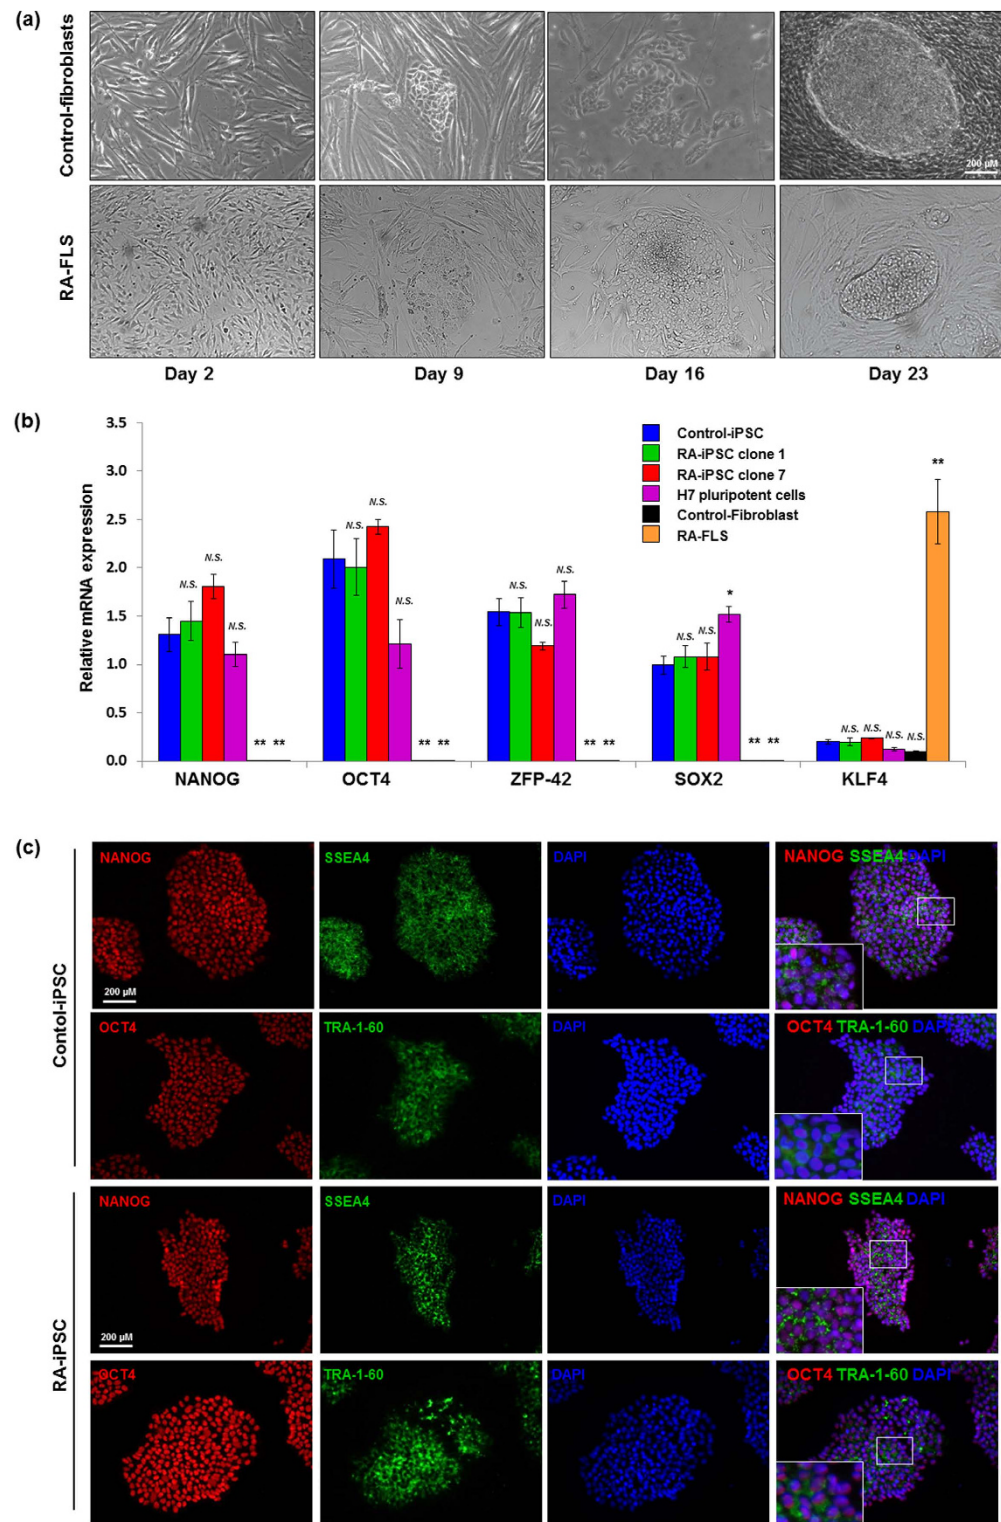 (a)
Control-fibroblasts
200 µM
RA-FLS
Day 2 Day 9 Day 16 Day 23
(b)
Relative mRNA expression
3.5
3.0
2.5
2.0
1.5
1.0
0.5
0.0
Control-iPSC
RA-iPSC clone 1
RA-iPSC clone 7
H7 pluripotent cells
Control-Fibroblast
RA-FLS
N.S. N.S. N.S. ** **
N.S. N.S. N.S. ** **
N.S. N.S. N.S. ** **
N.S. N.S. * ** **
N.S. N.S. N.S. N.S. **
NANOG OCT4 ZFP-42 SOX2 KLF4
(c)
Contol-iPSC
NANOG SSEA4 DAPI NANOG SSEA4 DAPI
200 µM
OCT4 TRA-1-60 DAPI OCT4 TRA-1-60 DAPI
RA-iPSC
NANOG SSEA4 DAPI NANOG SSEA4 DAPI
200 µM
OCT4 TRA-1-60 DAPI OCT4 TRA-1-60 DAPI